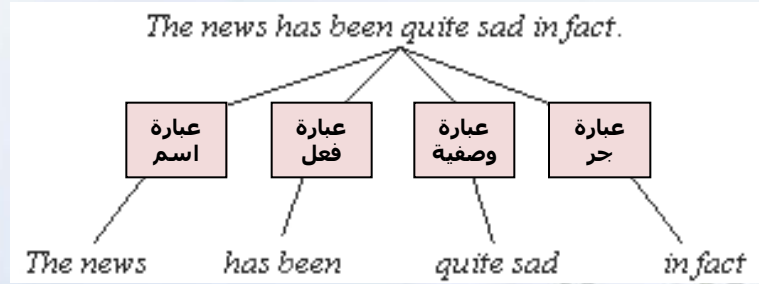 The news has been quite sad in fact.
عبارة
اسم
عبارة
فعل
عبارة
وصفية
عبارة
جر
The news
has been
quite sad
in fact